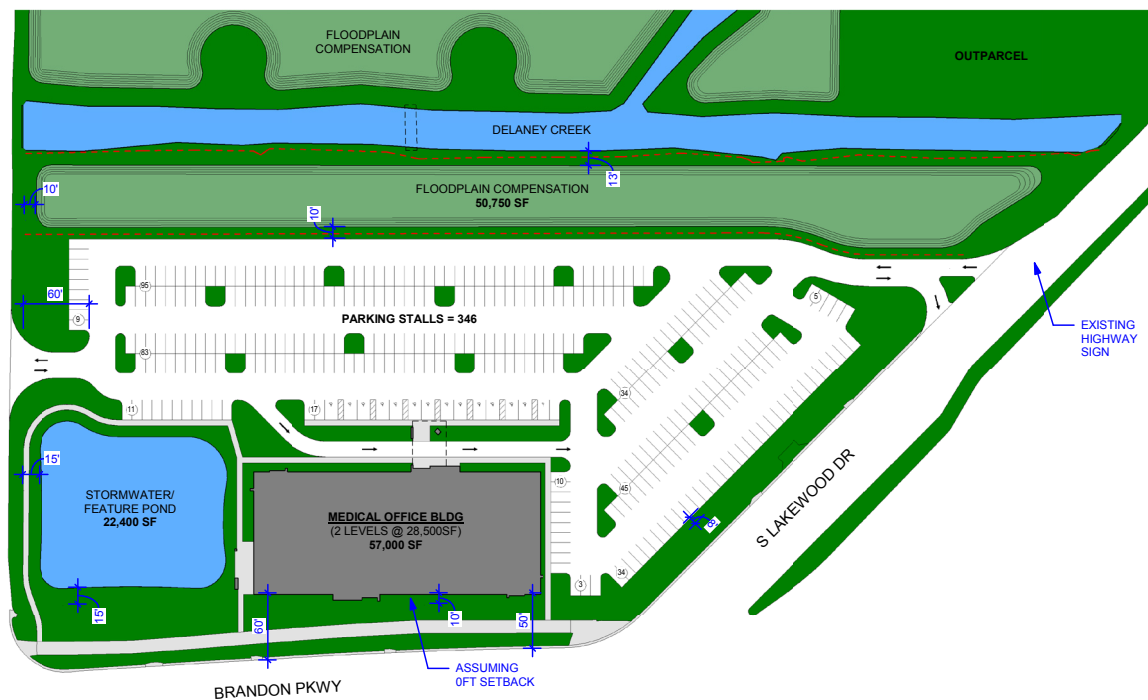 FLOODPLAIN
COMPENSATION
OUTPARCEL
DELANEY CREEK
13'
FLOODPLAIN COMPENSATION
50,750 SF
10'
10'
60'
95
5
PARKING STALLS = 346
9
EXISTING
HIGHWAY
SIGN
83
34
11
17
15'
STORMWATER/
FEATURE POND
22,400 SF
MEDICAL OFFICE BLDG
(2 LEVELS @ 28,500SF)
57,000 SF
10
45
8'
S LAKEWOOD DR
34
3
15'
60'
10'
50'
ASSUMING
0FT SETBACK
BRANDON PKWY